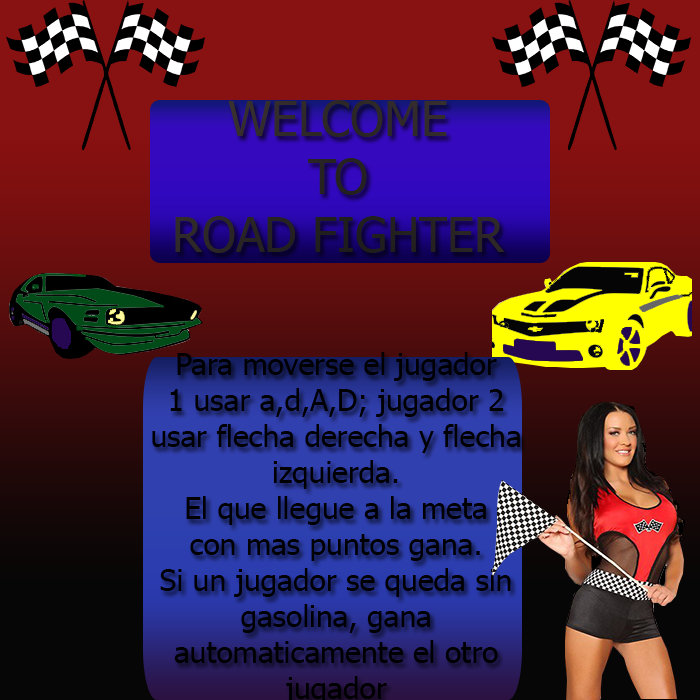 WELCOME
TO
ROAD FIGHTER
Para moverse el jugador
1 usar a,d,A,D; jugador 2
usar flecha derecha y flecha
izquierda.
El que llegue a la meta
con mas puntos gana.
Si un jugador se queda sin
gasolina, gana
automaticamente el otro
jugador